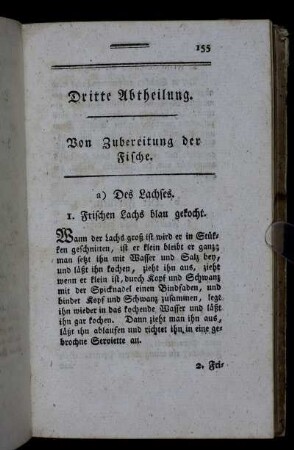 155
Dritte Abtheilung.
Von Zubereitung der
Fische.
a) Des Lachses.
1. Frischen Lachs blau gekocht.
Wann der Lachs groß ist wird er in Stük-
ken geschnitten, ist er klein bleibt er ganz;
man sezt ihn mit Wasser und Salz bey,
und läßt ihn kochen, zieht ihn aus, zieht
wenn er klein ist, durch Kopf und Schwanz
mit der Spicknadel einen Bindfaden, und
bindet Kopf und Schwanz zusammen, legt
ihn wieder in das kochende Wasser und läßt
ihn gar kochen. Dann zieht man ihn aus,
läßt ihn ablaufen und richtet ihn in eine ge-
brochne Serviette an.
2. Fri-